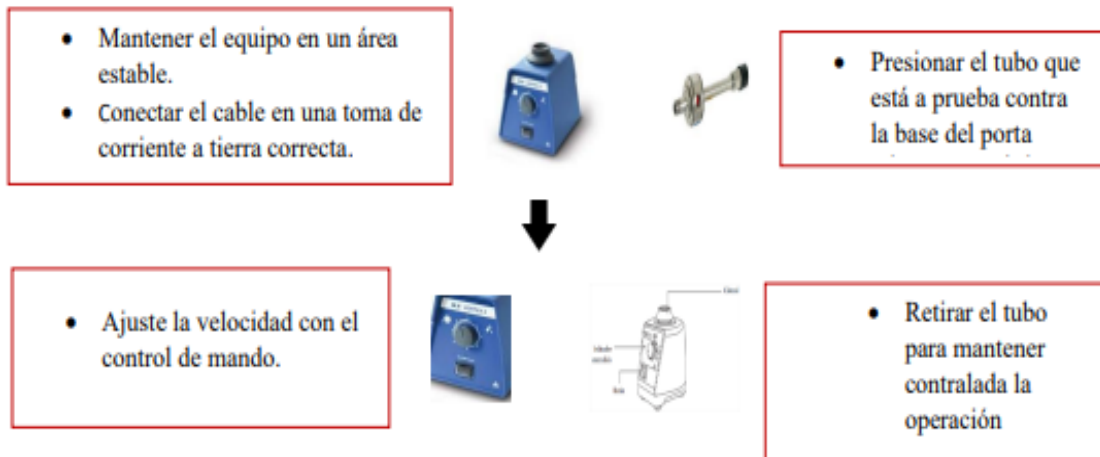 • Mantener el equipo en un área
estable.
• Conectar el cable en una toma de
corriente a tierra correcta.
• Presionar el tubo que
está a prueba contra
la base del porta
• Ajuste la velocidad con el
control de mando.
• Retirar el tubo
para mantener
contralada la
operación